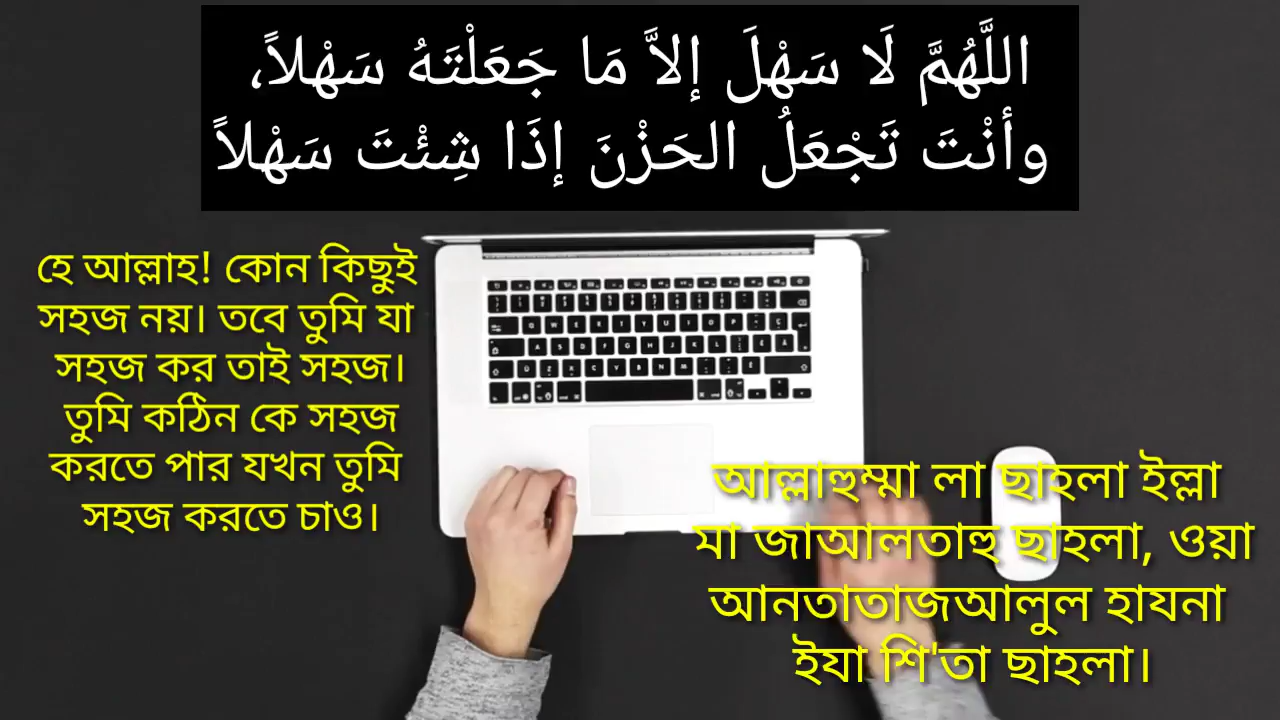 اللَّهُمَّ لَا سَهْلَ إلاَّ مَا جَعَلْتَهُ سَهْلاً،
وأنْتَ تَجْعَلُ الحَزْنَ إذَا شِئْتَ سَهْلاً
হে আল্লাহ! কোন কিছুই
সহজ নয়। তবে তুমি যা
সহজ কর তাই সহজ।
তুমি কঠিন কে সহজ
করতে পার যখন তুমি
সহজ করতে চাও।
আল্লাহুম্মা লা ছাহলা ইল্লা
মা জাআলতাহু ছাহলা, ওয়া
আনতাতাজআলুল হাযনা
ইযা শি'তা ছাহলা।